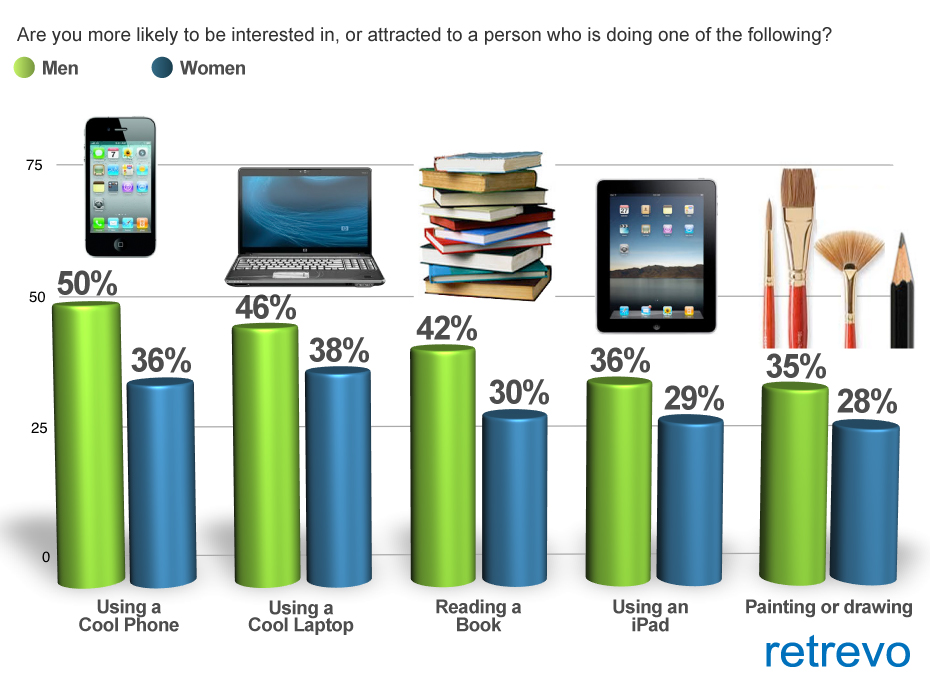 Are you more likely to be interested in, or attracted to a person who is doing one of the following?
Men
Women
75
50
25
0
50%
36%
46%
38%
42%
30%
36%
29%
35%
28%
Using a
Cool Phone
Using a
Cool Laptop
Reading a
Book
Using an
iPad
Painting or drawing
retrevo